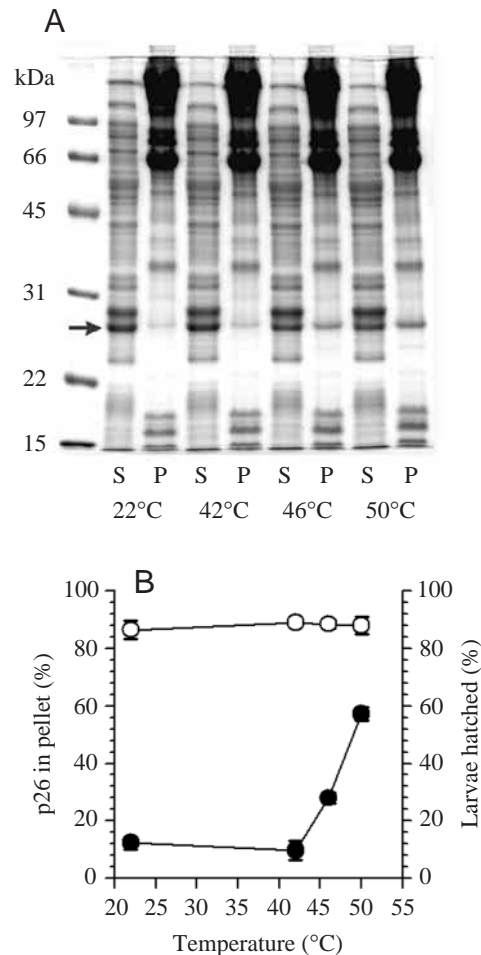 A
kDa
97
66
45
31
22
15
S P S P S P S P
22°C 42°C 46°C 50°C
B
100 100
80 80
60 60
40 40
20 20
0 0
p26 in pellet (%)
Larvae hatched (%)
20 25 30 35 40 45 50 55
Temperature (°C)